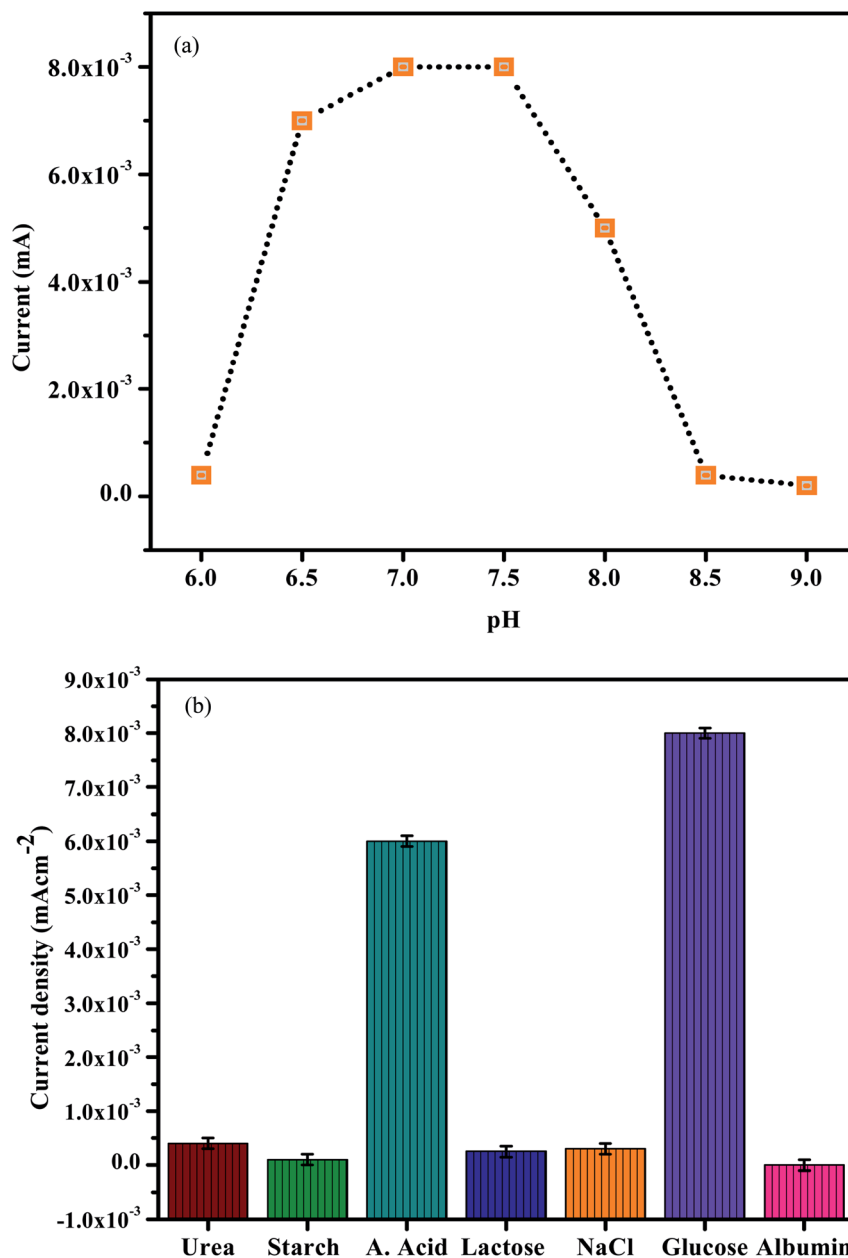 (a)
8.0x10⁻³
6.0x10⁻³
4.0x10⁻³
2.0x10⁻³
0.0
Current (mA)
6.0 6.5 7.0 7.5 8.0 8.5 9.0
pH
(b)
9.0x10⁻³
8.0x10⁻³
7.0x10⁻³
6.0x10⁻³
5.0x10⁻³
4.0x10⁻³
3.0x10⁻³
2.0x10⁻³
1.0x10⁻³
0.0
-1.0x10⁻³
Current density (mAcm⁻²)
Urea Starch A. Acid Lactose NaCl Glucose Albumin